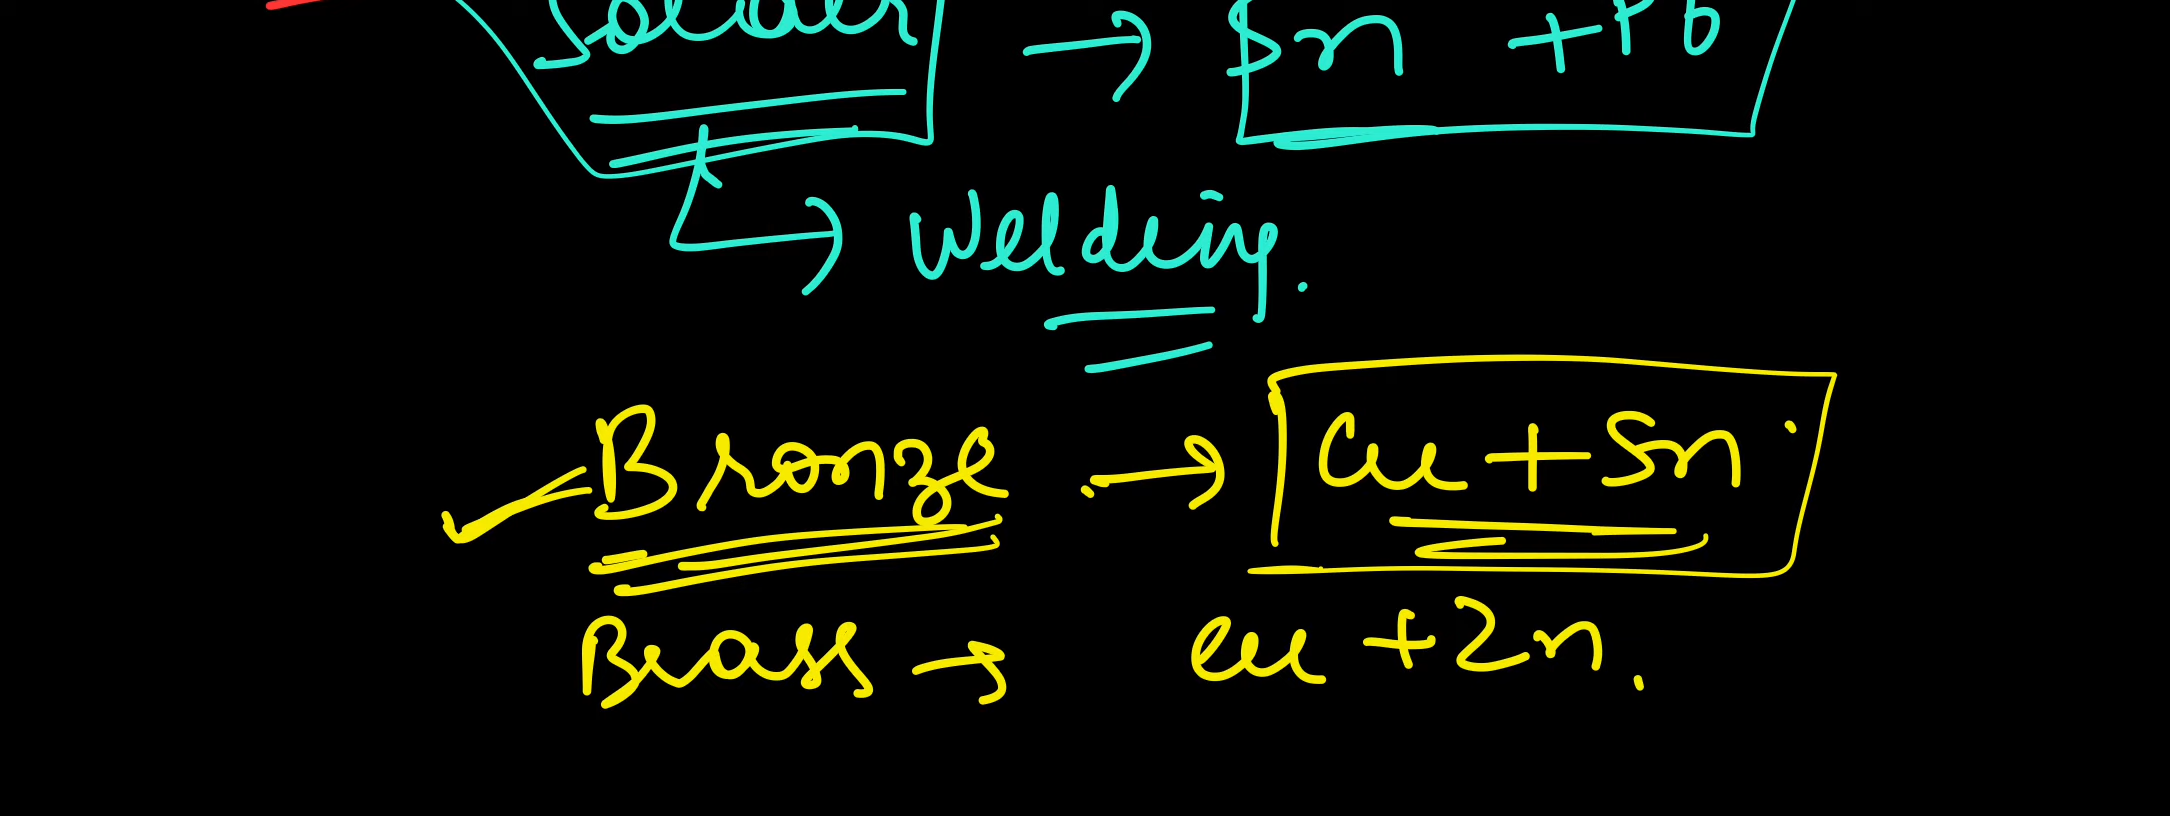 Solder → Sn + Pb
Welding.
Bronze → Cu + Sn
Brass → Cu + Zn.